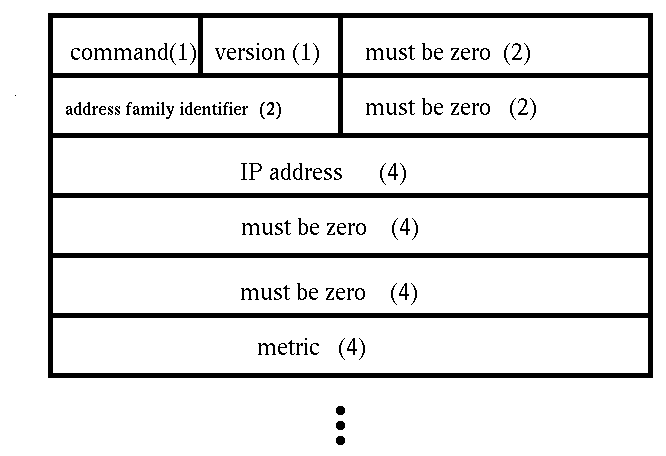 command(1) version (1) must be zero (2)
address family identifier (2) must be zero (2)
IP address (4)
must be zero (4)
must be zero (4)
metric (4)